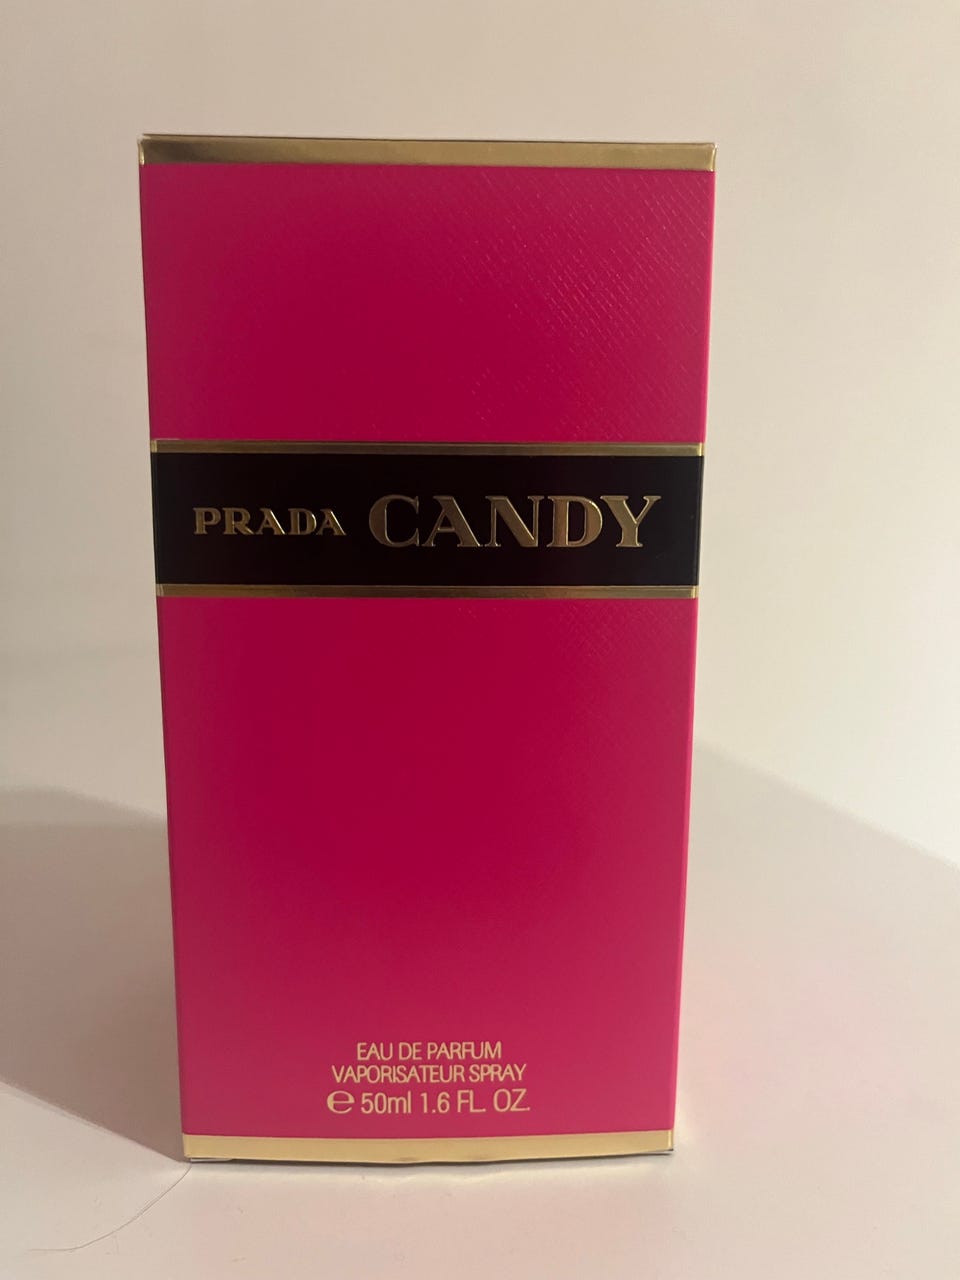 PRADA CANDY
EAU DE PARFUM
VAPORISATEUR SPRAY
℮ 50ml 1.6 FL. OZ.